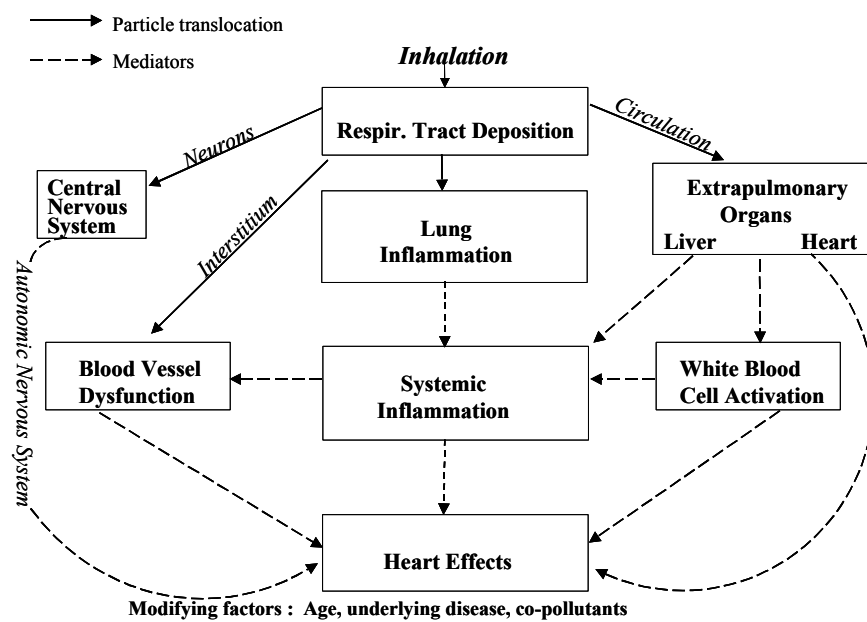 Particle translocation
Mediators
Inhalation
Respir. Tract Deposition
Neurons
Circulation
Interstitium
Central
Nervous
System
Lung
Inflammation
Extrapulmonary
Organs
Liver Heart
Autonomic Nervous System
Blood Vessel
Dysfunction
Systemic
Inflammation
White Blood
Cell Activation
Heart Effects
Modifying factors : Age, underlying disease, co-pollutants